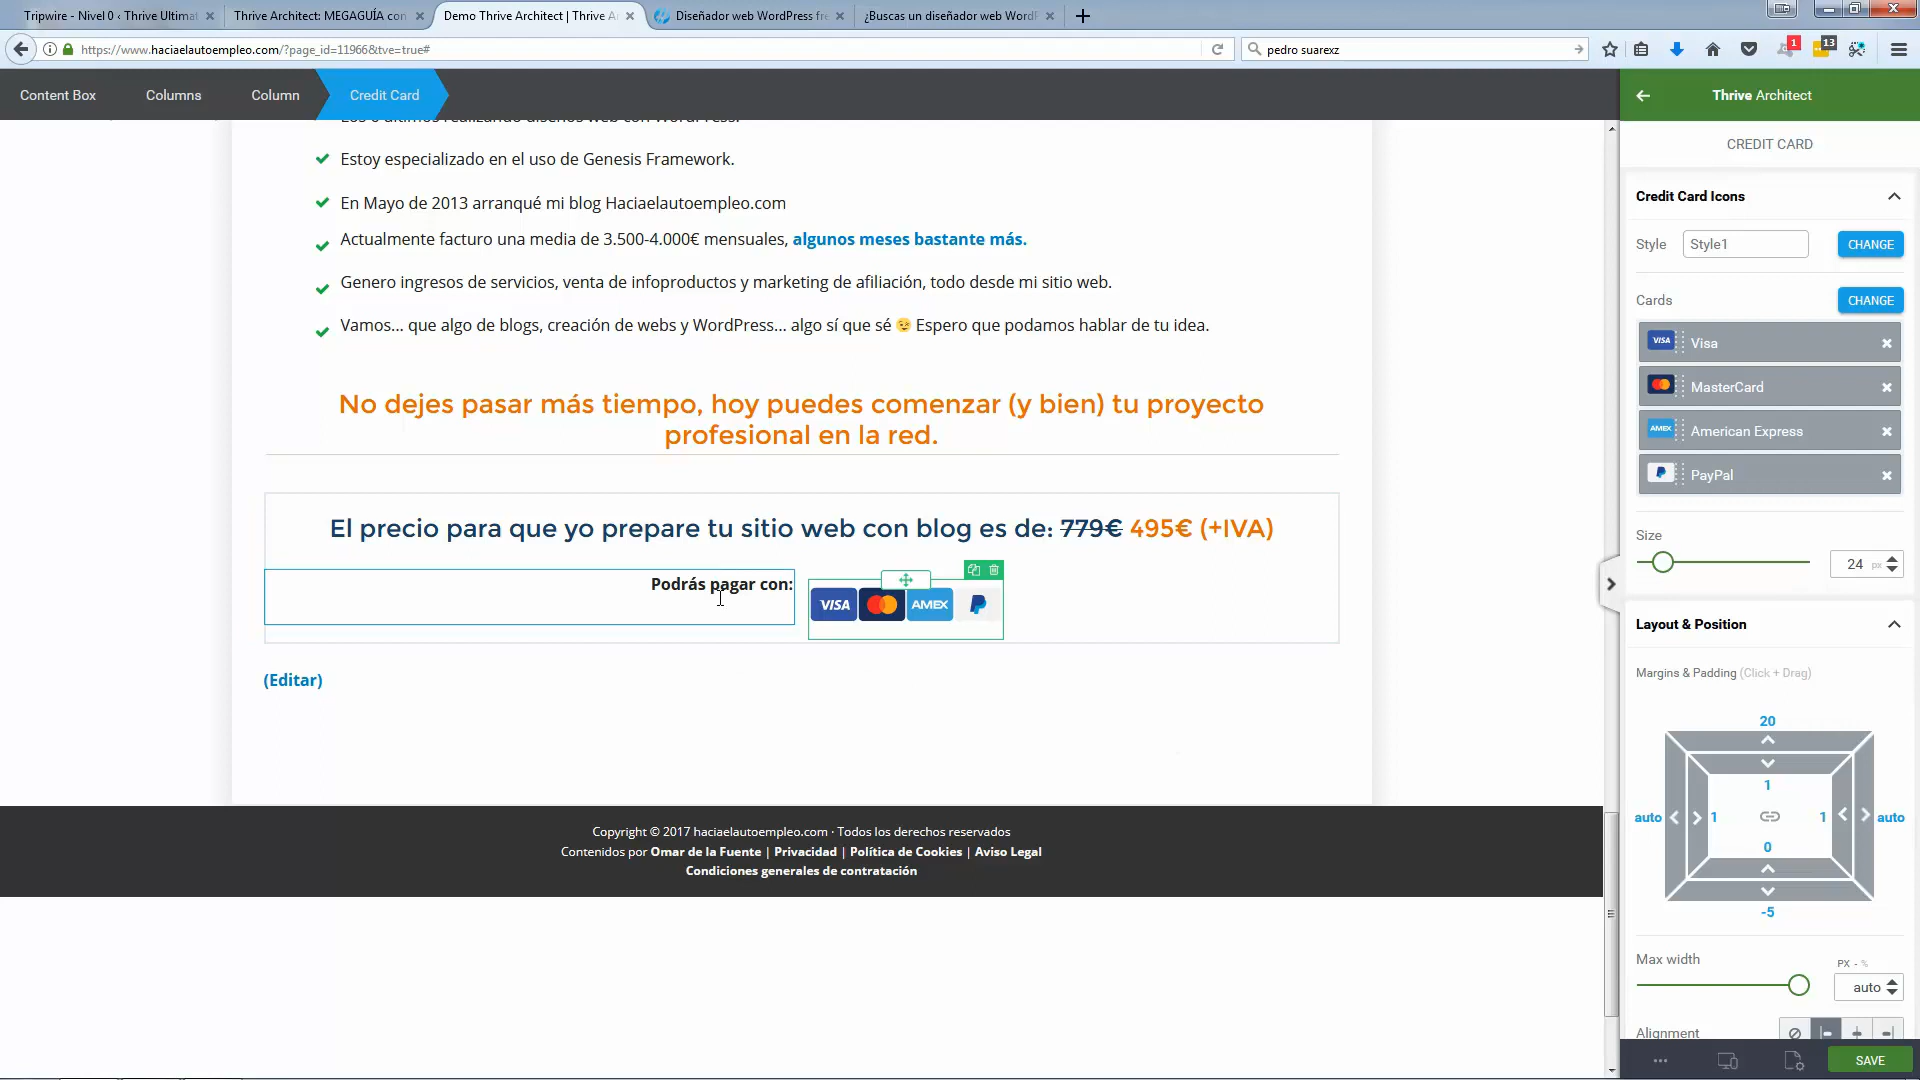 Tripwire - Nivel 0 ‹ Thrive Ultimat
Thrive Architect: MEGAGUÍA con
Demo Thrive Architect | Thrive A
Diseñador web WordPress fre
¿Buscas un diseñador web Word
https://www.haciaelautoempleo.com/?page_id=11966&tve=true#
pedro suarexz
1
13
Content Box
Columns
Column
Credit Card
Thrive Architect
CREDIT CARD
Estoy especializado en el uso de Genesis Framework.
En Mayo de 2013 arranqué mi blog Haciaelautoempleo.com
Actualmente facturo una media de 3.500-4.000€ mensuales, algunos meses bastante más.
Genero ingresos de servicios, venta de infoproductos y marketing de afiliación, todo desde mi sitio web.
Vamos... que algo de blogs, creación de webs y WordPress... algo sí que sé 😉 Espero que podamos hablar de tu idea.
No dejes pasar más tiempo, hoy puedes comenzar (y bien) tu proyecto
profesional en la red.
El precio para que yo prepare tu sitio web con blog es de: 779€ 495€ (+IVA)
Podrás pagar con:
VISA
AMEX
(Editar)
Copyright © 2017 haciaelautoempleo.com · Todos los derechos reservados
Contenidos por Omar de la Fuente | Privacidad | Política de Cookies | Aviso Legal
Condiciones generales de contratación
Credit Card Icons
Style
Style1
CHANGE
Cards
CHANGE
VISA Visa
MasterCard
AMEX American Express
PayPal
Size
24 px
Layout & Position
Margins & Padding (Click + Drag)
20
1
auto
1
1
auto
0
-5
Max width
PX - %
auto
Alignment
SAVE